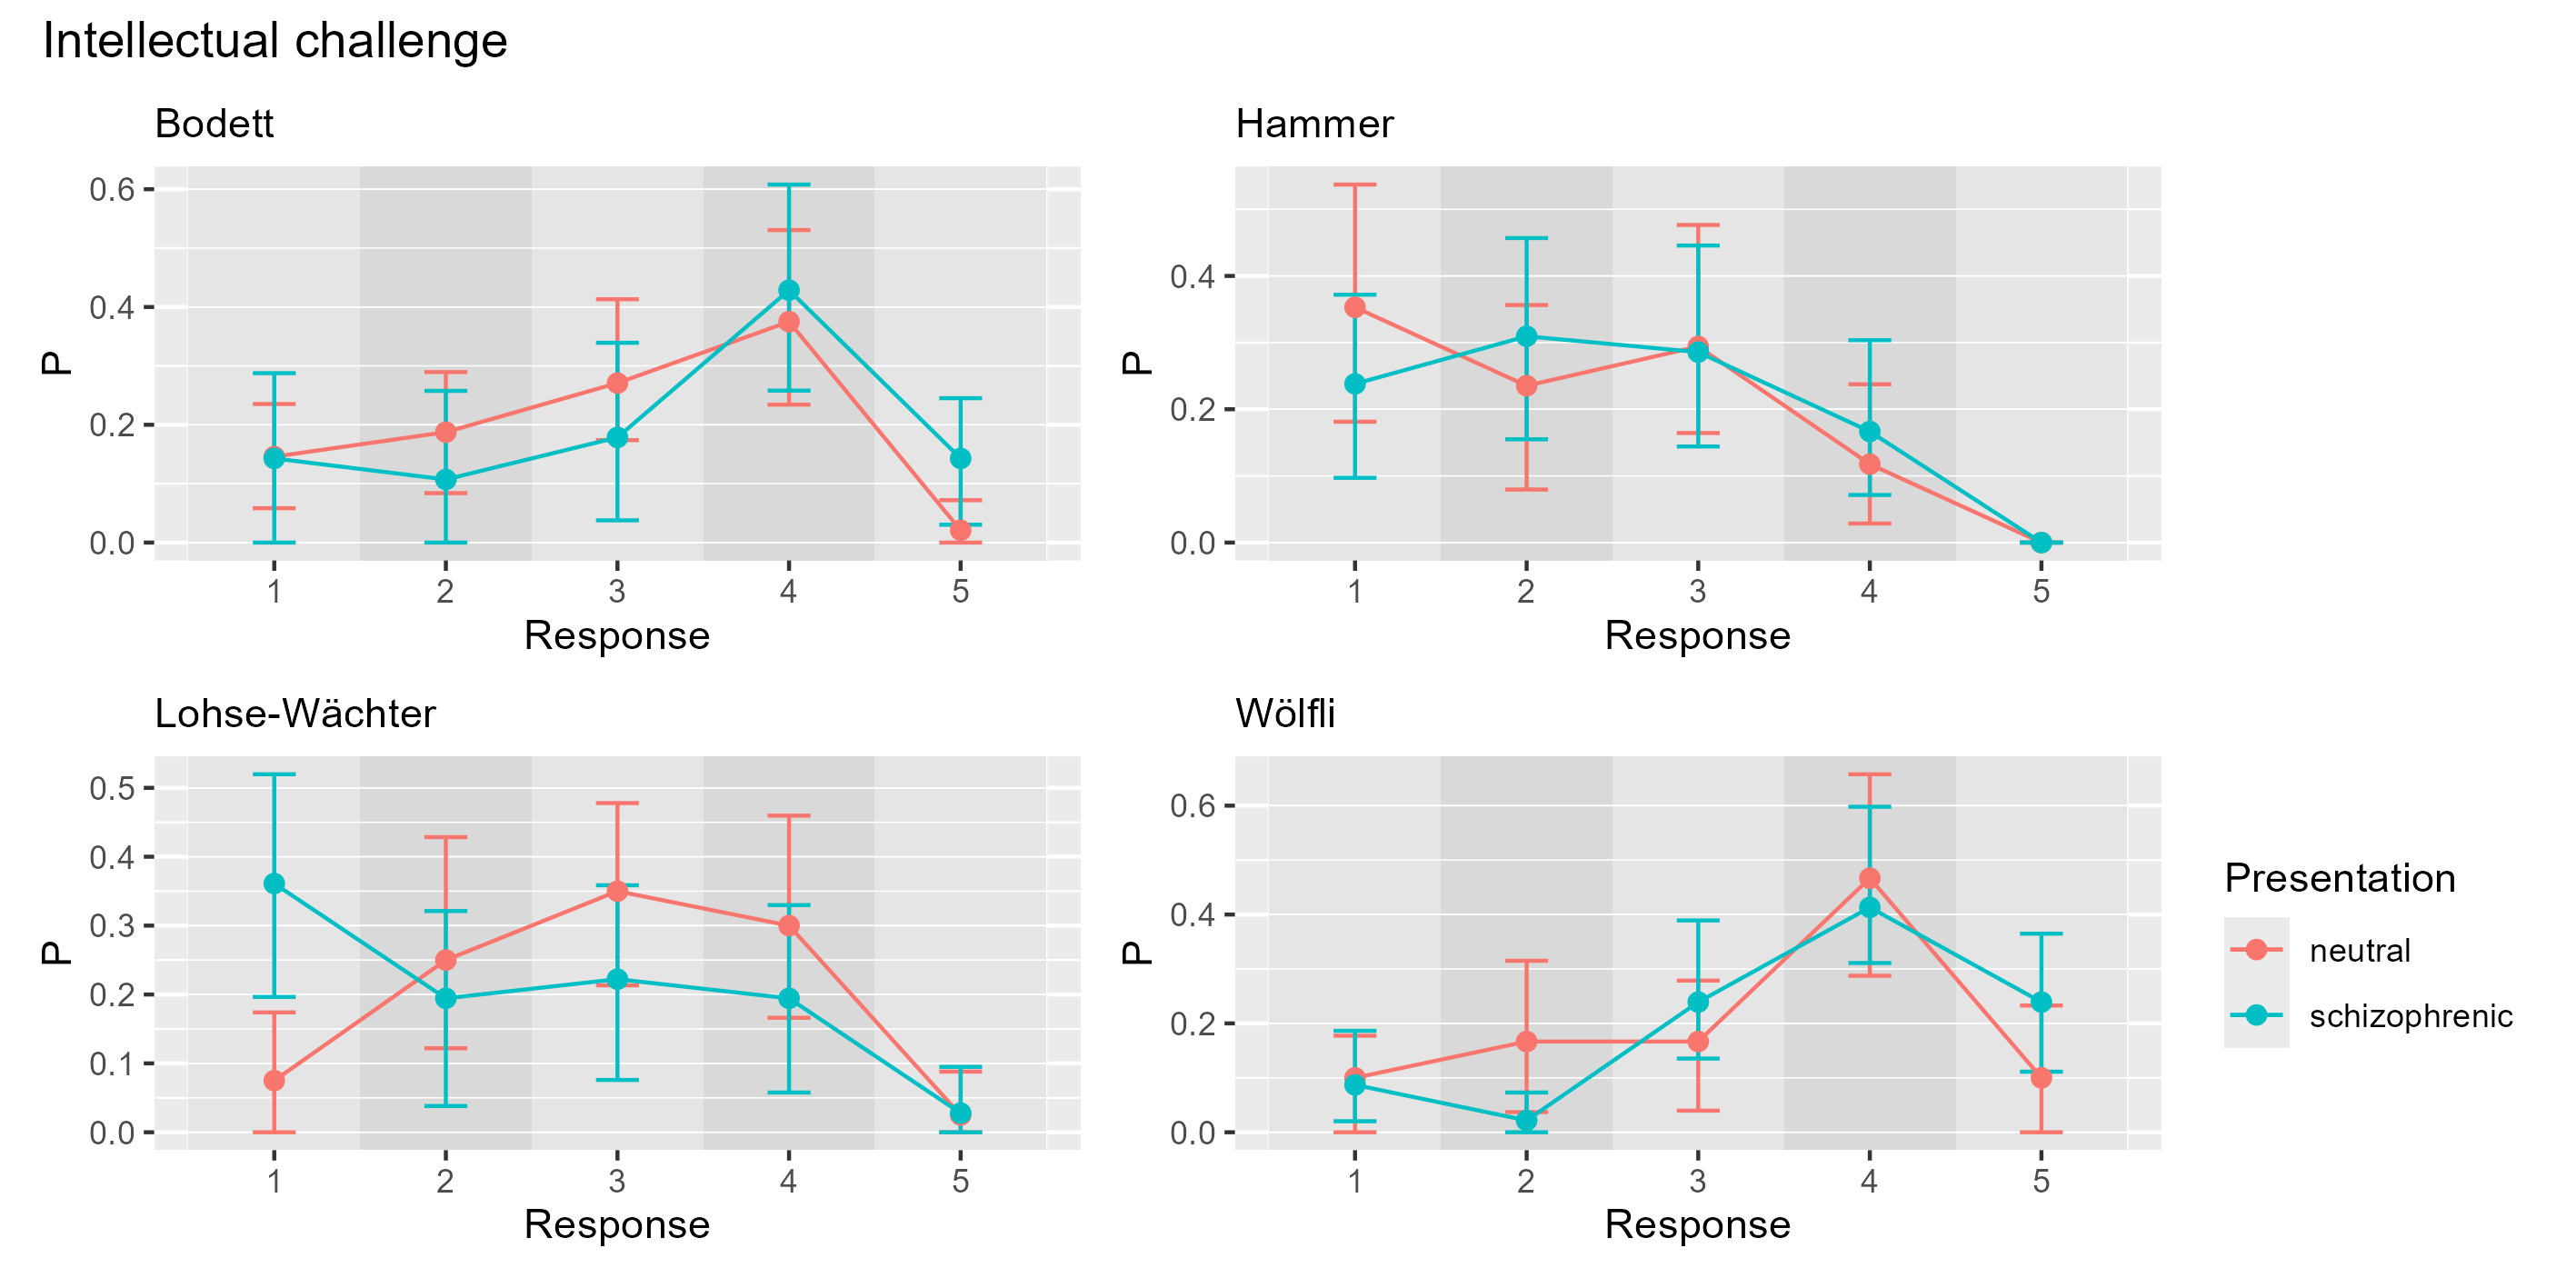 Intellectual challenge
Bodett
P
0.6
0.4
0.2
0.0
1 2 3 4 5
Response
Hammer
P
0.4
0.2
0.0
1 2 3 4 5
Response
Lohse-Wächter
P
0.5
0.4
0.3
0.2
0.1
0.0
1 2 3 4 5
Response
Wölfli
P
0.6
0.4
0.2
0.0
1 2 3 4 5
Response
Presentation
neutral
schizophrenic